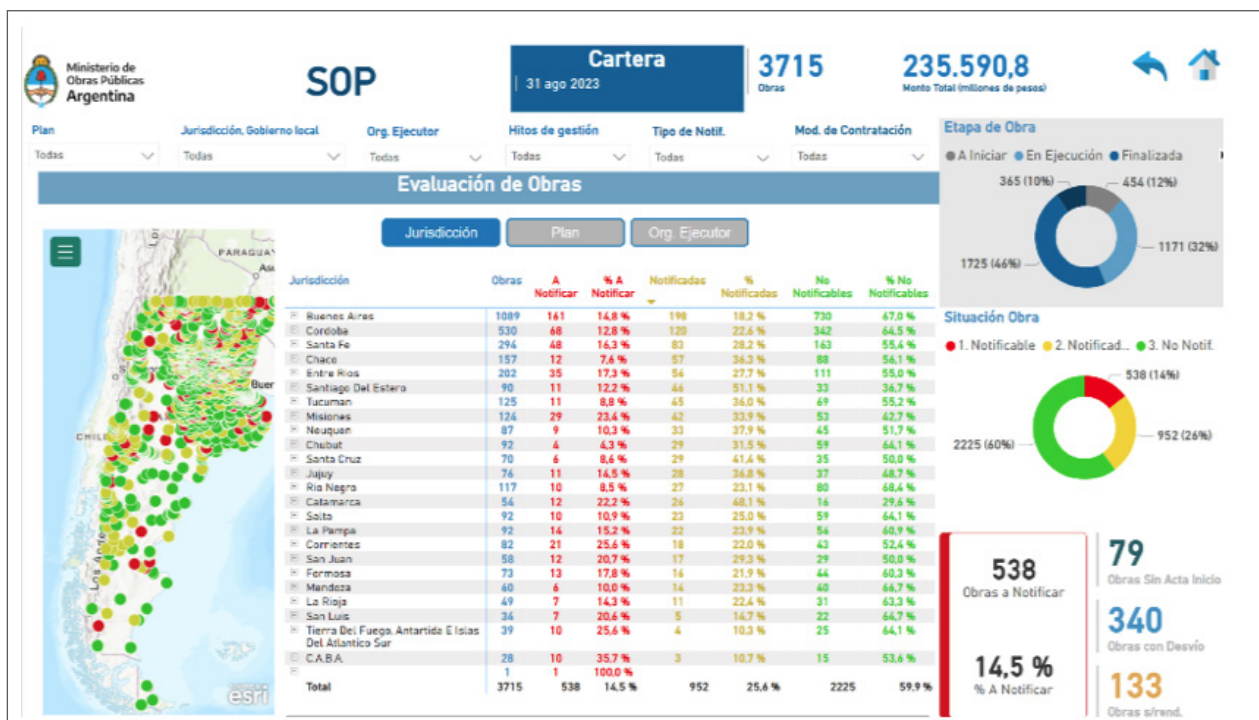 Ministerio de
Obras Públicas
Argentina
SOP
Cartera
31 ago 2023
3715
Obras
235.590,8
Monto Total (millones de pesos)
Plan
Jurisdicción, Gobierno local
Org. Ejecutor
Hitos de gestión
Tipo de Notif.
Mod. de Contratación
Todas
Todas
Todas
Todas
Todas
Todas
Evaluación de Obras
Jurisdicción
Plan
Org. Ejecutor
PARAGUAY
Buen
CHILE
Los Andes
esri
Jurisdicción Obras A Notificar % A Notificar Notificadas % Notificadas No Notificables % No Notificables
Buenos Aires 1089 161 14,8 % 198 18,2 % 730 67,0 %
Cordoba 530 68 12,8 % 120 22,6 % 342 64,5 %
Santa Fe 294 48 16,3 % 83 28,2 % 163 55,4 %
Chaco 157 12 7,6 % 57 36,3 % 88 56,1 %
Entre Rios 202 35 17,3 % 56 27,7 % 111 55,0 %
Santiago Del Estero 90 11 12,2 % 46 51,1 % 33 36,7 %
Tucuman 125 11 8,8 % 45 36,0 % 69 55,2 %
Misiones 124 29 23,4 % 42 33,9 % 53 42,7 %
Neuquen 87 9 10,3 % 33 37,9 % 45 51,7 %
Chubut 92 4 4,3 % 29 31,5 % 59 64,1 %
Santa Cruz 70 6 8,6 % 29 41,4 % 35 50,0 %
Jujuy 76 11 14,5 % 28 36,8 % 37 48,7 %
Rio Negro 117 10 8,5 % 27 23,1 % 80 68,4 %
Catamarca 54 12 22,2 % 26 48,1 % 16 29,6 %
Salta 92 10 10,9 % 23 25,0 % 59 64,1 %
La Pampa 92 14 15,2 % 22 23,9 % 56 60,9 %
Corrientes 82 21 25,6 % 18 22,0 % 43 52,4 %
San Juan 58 12 20,7 % 17 29,3 % 29 50,0 %
Formosa 73 13 17,8 % 16 21,9 % 44 60,3 %
Mendoza 60 6 10,0 % 14 23,3 % 40 66,7 %
La Rioja 49 7 14,3 % 11 22,4 % 31 63,3 %
San Luis 34 7 20,6 % 5 14,7 % 22 64,7 %
Tierra Del Fuego, Antartida E Islas
Del Atlantico Sur 39 10 25,6 % 4 10,3 % 25 64,1 %
C.A.B.A. 28 10 35,7 % 3 10,7 % 15 53,6 %
1 1 100,0 %
Total 3715 538 14,5 % 952 25,6 % 2225 59,9 %
Etapa de Obra
A Iniciar En Ejecución Finalizada
365 (10%)
454 (12%)
1171 (32%)
1725 (46%)
Situación Obra
1. Notificable 2. Notificad... 3. No Notif.
538 (14%)
952 (26%)
2225 (60%)
538
Obras a Notificar
14,5 %
% A Notificar
79
Obras Sin Acta Inicio
340
Obras con Desvío
133
Obras s/rend.